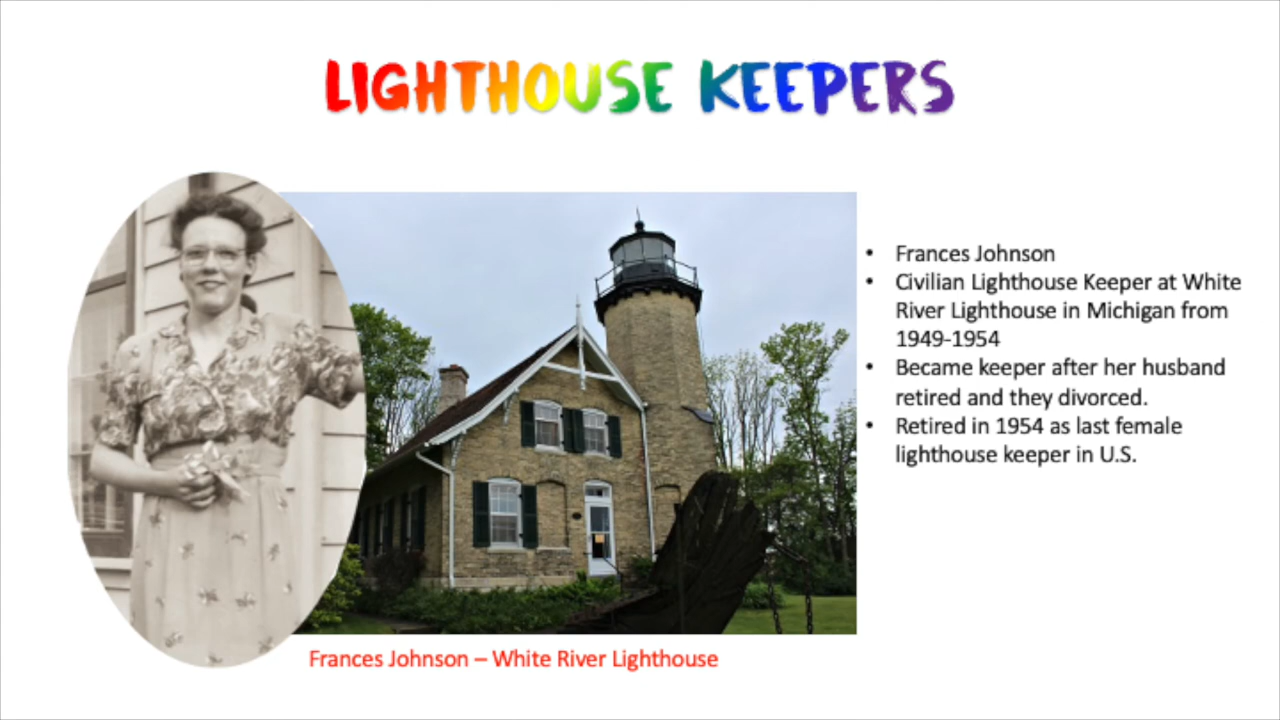 LIGHTHOUSE KEEPERS
• Frances Johnson
• Civilian Lighthouse Keeper at White
River Lighthouse in Michigan from
1949-1954
• Became keeper after her husband
retired and they divorced.
• Retired in 1954 as last female
lighthouse keeper in U.S.
Frances Johnson – White River Lighthouse